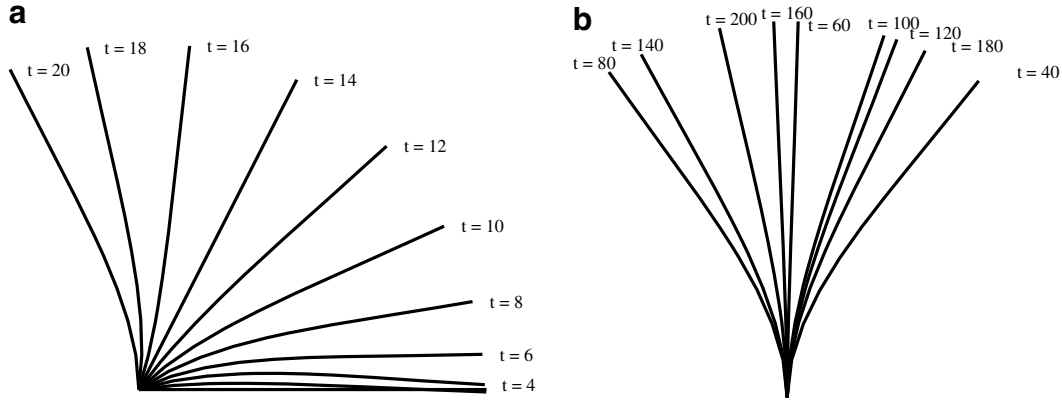 a
t = 20
t = 18
t = 16
t = 14
t = 12
t = 10
t = 8
t = 6
t = 4
b
t = 80
t = 140
t = 200
t = 160
t = 60
t = 100
t = 120
t = 180
t = 40